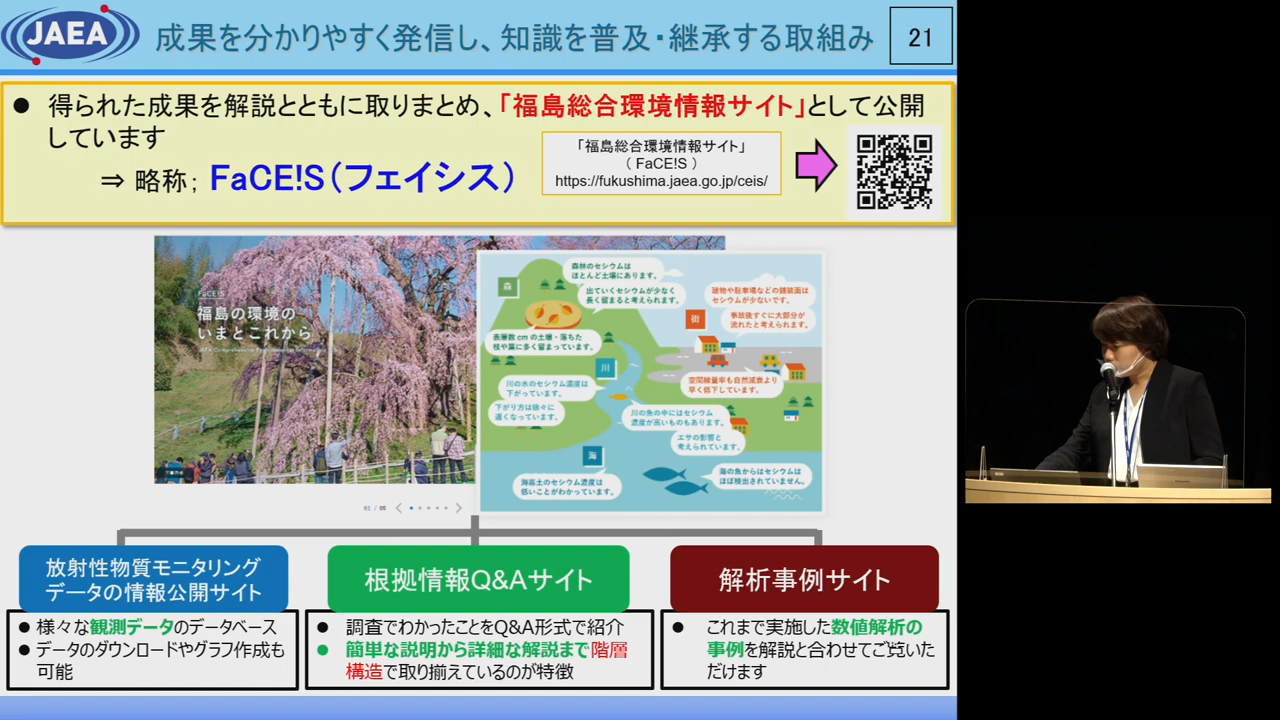 JAEA
成果を分かりやすく発信し、知識を普及・継承する取組み
21
● 得られた成果を解説とともに取りまとめ、「福島総合環境情報サイト」として公開
しています
⇒ 略称; FaCE!S(フェイシス)
「福島総合環境情報サイト」
( FaCE!S )
https://fukushima.jaea.go.jp/ceis/
FaCE!S
福島の環境の
いまとこれから
01 / 05
森
森林のセシウムは
ほとんど土壌にあります。
出ていくセシウムが少なく
長く留まると考えられます。
表層数cmの土壌・落ちた
枝や葉に多く留まっています。
街
建物や駐車場などの舗装面は
セシウムが少ないです。
事故後すぐに大部分が
流れたと考えられます。
空間線量率も自然減衰より
早く低下しています。
川
川の水のセシウム濃度は
下がっています。
下がり方は徐々に
遅くなっています。
川の魚の中にはセシウム
濃度が高いものもあります。
エサの影響と
考えられています。
海
海底土のセシウム濃度は
低いことがわかっています。
海の魚からはセシウムは
ほぼ検出されていません。
放射性物質モニタリング
データの情報公開サイト
● 様々な観測データのデータベース
● データのダウンロードやグラフ作成も
可能
根拠情報Q&Aサイト
● 調査でわかったことをQ&A形式で紹介
● 簡単な説明から詳細な解説まで階層
構造で取り揃えているのが特徴
解析事例サイト
● これまで実施した数値解析の
事例を解説と合わせてご覧いた
だけます